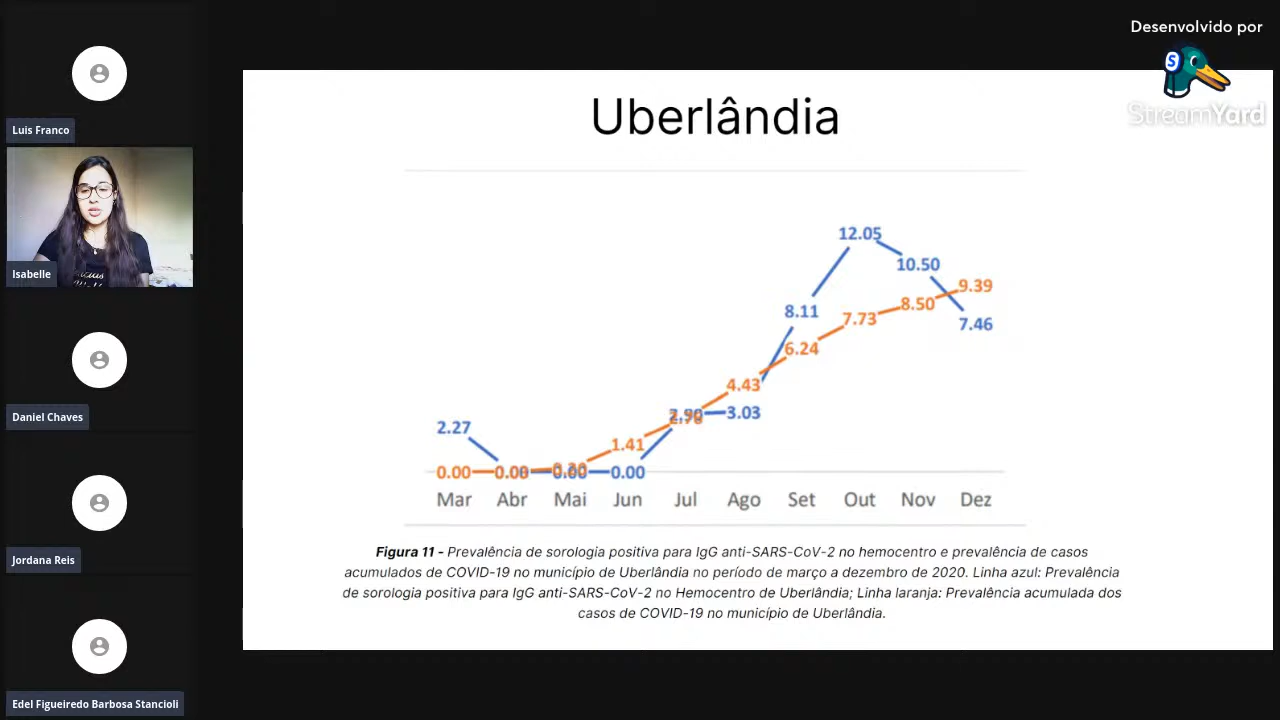 Desenvolvido por
StreamYard
Luis Franco
Isabelle
Daniel Chaves
Jordana Reis
Edel Figueiredo Barbosa Stancioli
Uberlândia
12.05
10.50
9.39
8.11
8.50
7.73
7.46
6.24
4.43
2.27
3.03
1.41
0.00 0.00 0.00
Mar Abr Mai Jun Jul Ago Set Out Nov Dez
Figura 11 - Prevalência de sorologia positiva para IgG anti-SARS-CoV-2 no hemocentro e prevalência de casos
acumulados de COVID-19 no município de Uberlândia no período de março a dezembro de 2020. Linha azul: Prevalência
de sorologia positiva para IgG anti-SARS-CoV-2 no Hemocentro de Uberlândia; Linha laranja: Prevalência acumulada dos
casos de COVID-19 no município de Uberlândia.